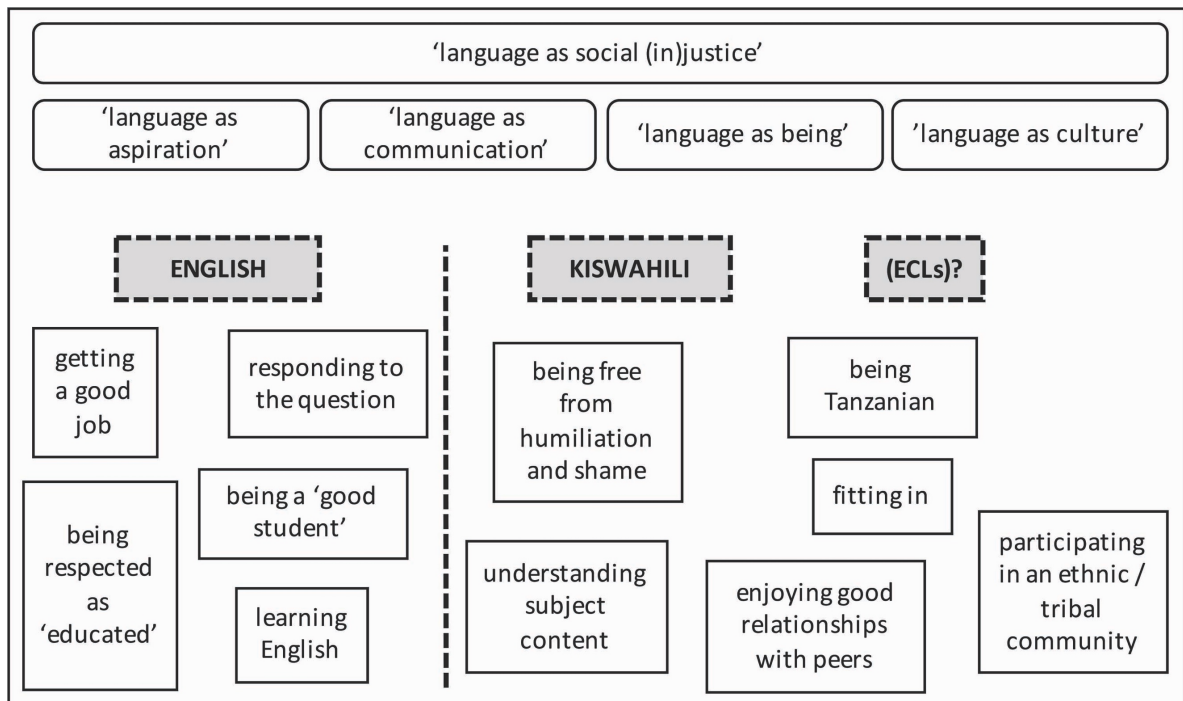 ‘language as social (in)justice’
‘language as
aspiration’
‘language as
communication’
‘language as being’
’language as culture’
ENGLISH
KISWAHILI
(ECLs)?
getting
a good
job
responding to
the question
being respected
as
‘educated’
being a ‘good
student’
learning
English
being free
from
humiliation
and shame
being
Tanzanian
fitting in
understanding
subject
content
enjoying good
relationships
with peers
participating
in an ethnic /
tribal
community